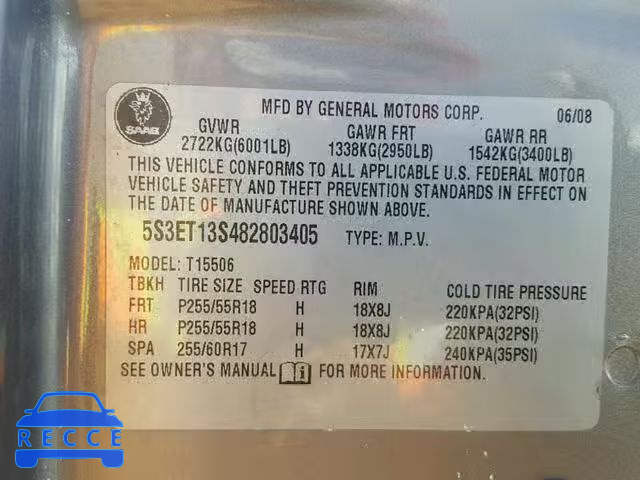 SAAB
MFD BY GENERAL MOTORS CORP. 06/08
GVWR GAWR FRT GAWR RR
2722KG(6001LB) 1338KG(2950LB) 1542KG(3400LB)
THIS VEHICLE CONFORMS TO ALL APPLICABLE U.S. FEDERAL MOTOR
VEHICLE SAFETY AND THEFT PREVENTION STANDARDS IN EFFECT ON
THE DATE OF MANUFACTURE SHOWN ABOVE.
5S3ET13S482803405 TYPE: M.P.V.
MODEL: T15506
TBKH TIRE SIZE SPEED RTG RIM COLD TIRE PRESSURE
FRT P255/55R18 H 18X8J 220KPA(32PSI)
HR P255/55R18 H 18X8J 220KPA(32PSI)
SPA 255/60R17 H 17X7J 240KPA(35PSI)
SEE OWNER'S MANUAL FOR MORE INFORMATION.
RECCE